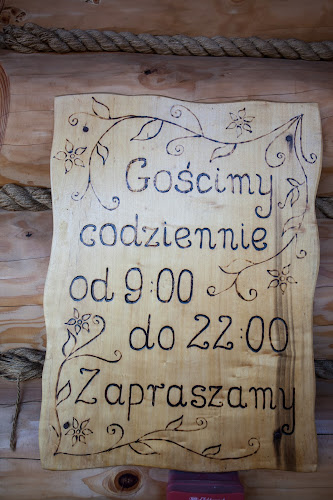 Gościmy
codziennie
od 9:00
do 22:00
Zapraszamy